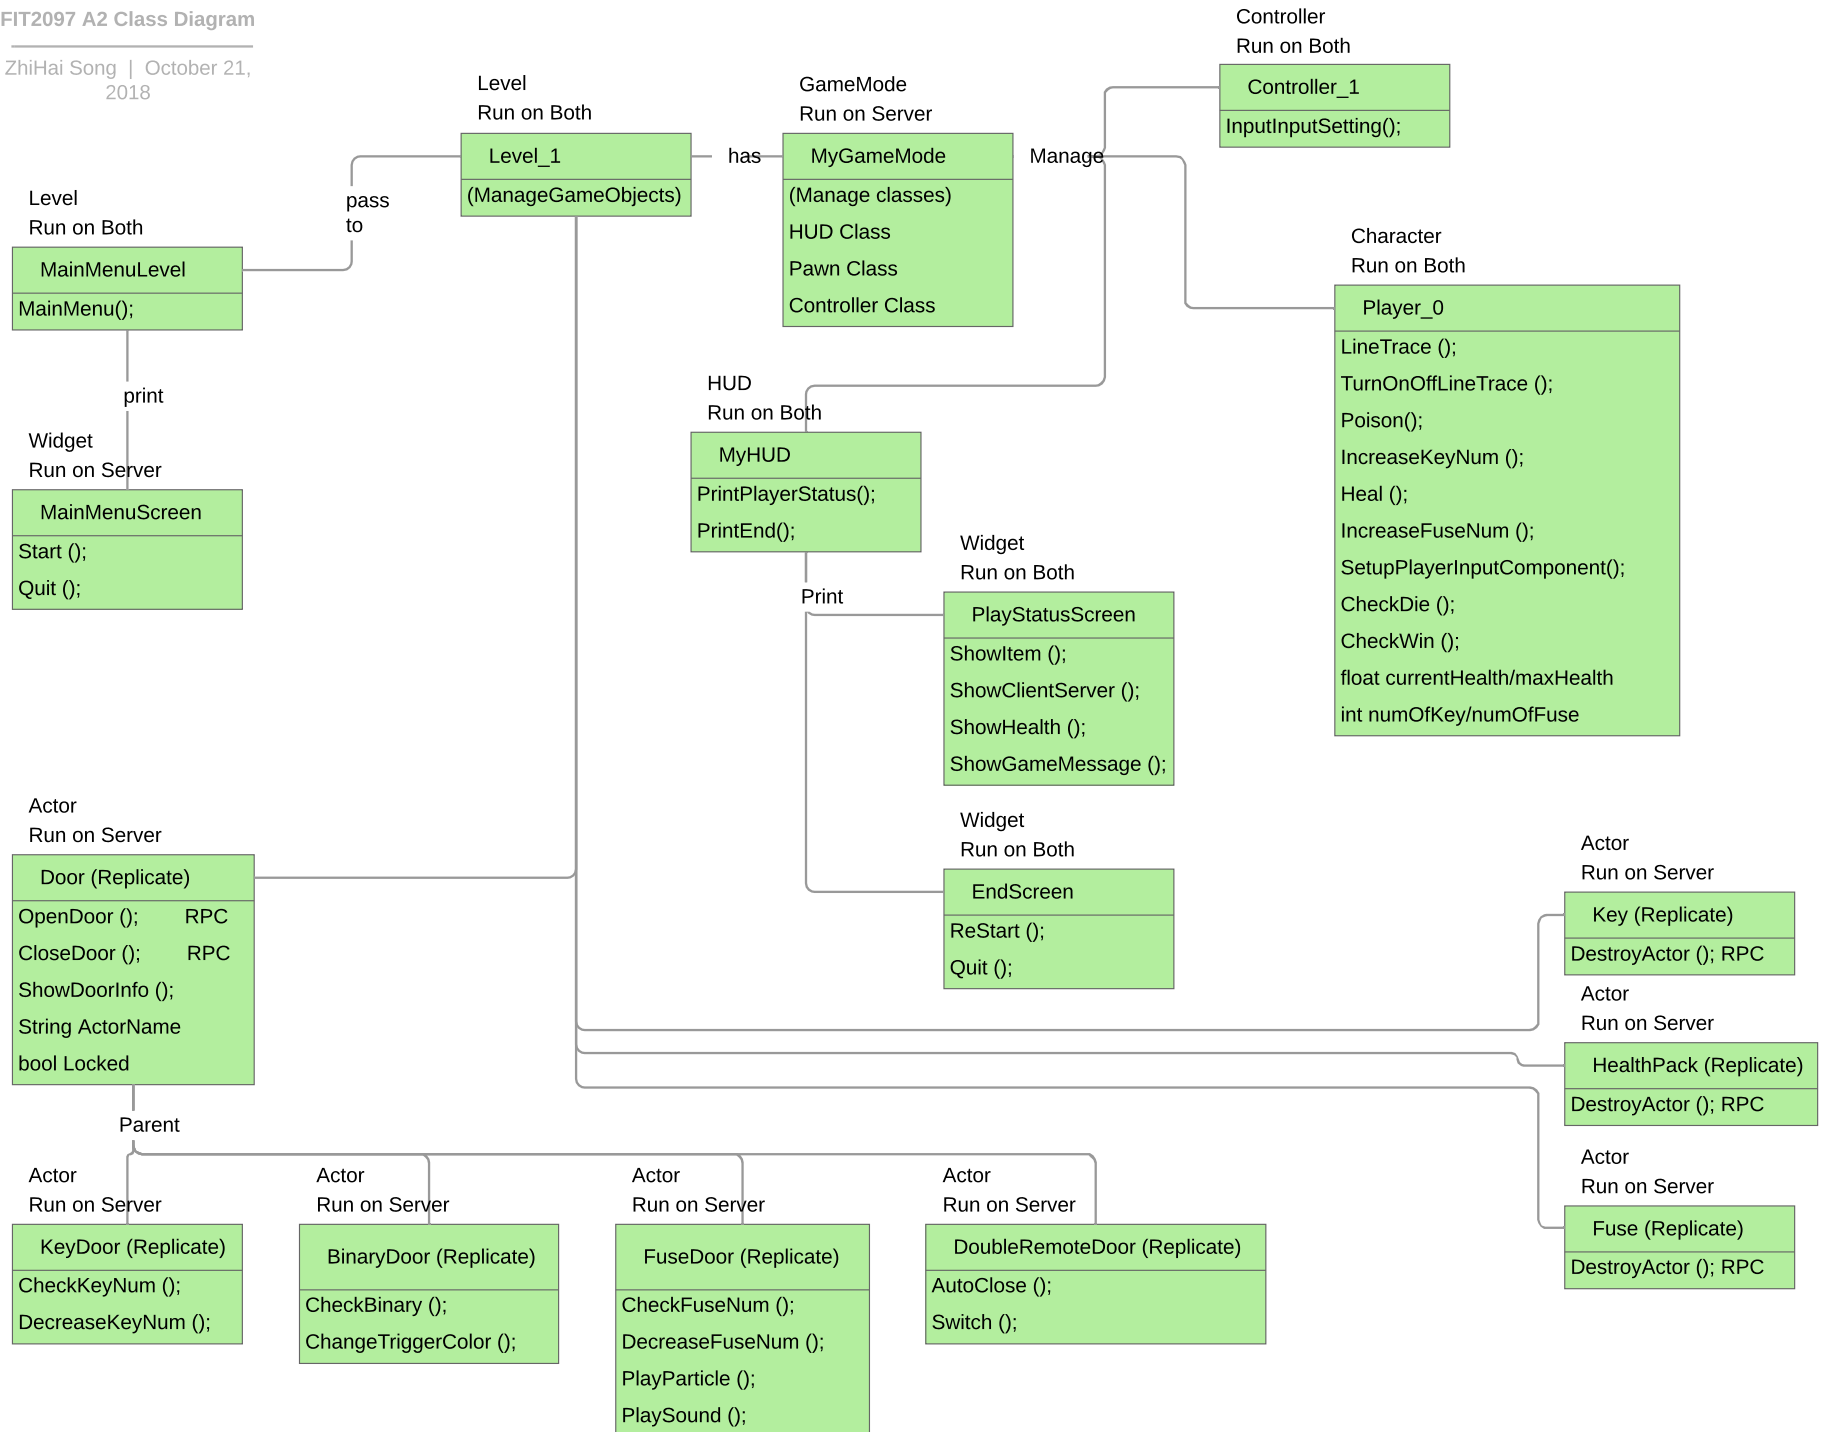 FIT2097 A2 Class Diagram
ZhiHai Song | October 21,
2018
Controller
Run on Both
Controller_1
InputInputSetting();
Level
Run on Both
Level_1
(ManageGameObjects)
has
GameMode
Run on Server
MyGameMode
(Manage classes)
HUD Class
Pawn Class
Controller Class
Manage
pass
to
Level
Run on Both
MainMenuLevel
MainMenu();
print
Widget
Run on Server
MainMenuScreen
Start ();
Quit ();
Character
Run on Both
Player_0
LineTrace ();
TurnOnOffLineTrace ();
Poison();
IncreaseKeyNum ();
Heal ();
IncreaseFuseNum ();
SetupPlayerInputComponent();
CheckDie ();
CheckWin ();
float currentHealth/maxHealth
int numOfKey/numOfFuse
HUD
Run on Both
MyHUD
PrintPlayerStatus();
PrintEnd();
Print
Widget
Run on Both
PlayStatusScreen
ShowItem ();
ShowClientServer ();
ShowHealth ();
ShowGameMessage ();
Widget
Run on Both
EndScreen
ReStart ();
Quit ();
Actor
Run on Server
Door (Replicate)
OpenDoor (); RPC
CloseDoor (); RPC
ShowDoorInfo ();
String ActorName
bool Locked
Parent
Actor
Run on Server
Key (Replicate)
DestroyActor (); RPC
Actor
Run on Server
HealthPack (Replicate)
DestroyActor (); RPC
Actor
Run on Server
Fuse (Replicate)
DestroyActor (); RPC
Actor
Run on Server
KeyDoor (Replicate)
CheckKeyNum ();
DecreaseKeyNum ();
Actor
Run on Server
BinaryDoor (Replicate)
CheckBinary ();
ChangeTriggerColor ();
Actor
Run on Server
FuseDoor (Replicate)
CheckFuseNum ();
DecreaseFuseNum ();
PlayParticle ();
PlaySound ();
Actor
Run on Server
DoubleRemoteDoor (Replicate)
AutoClose ();
Switch ();